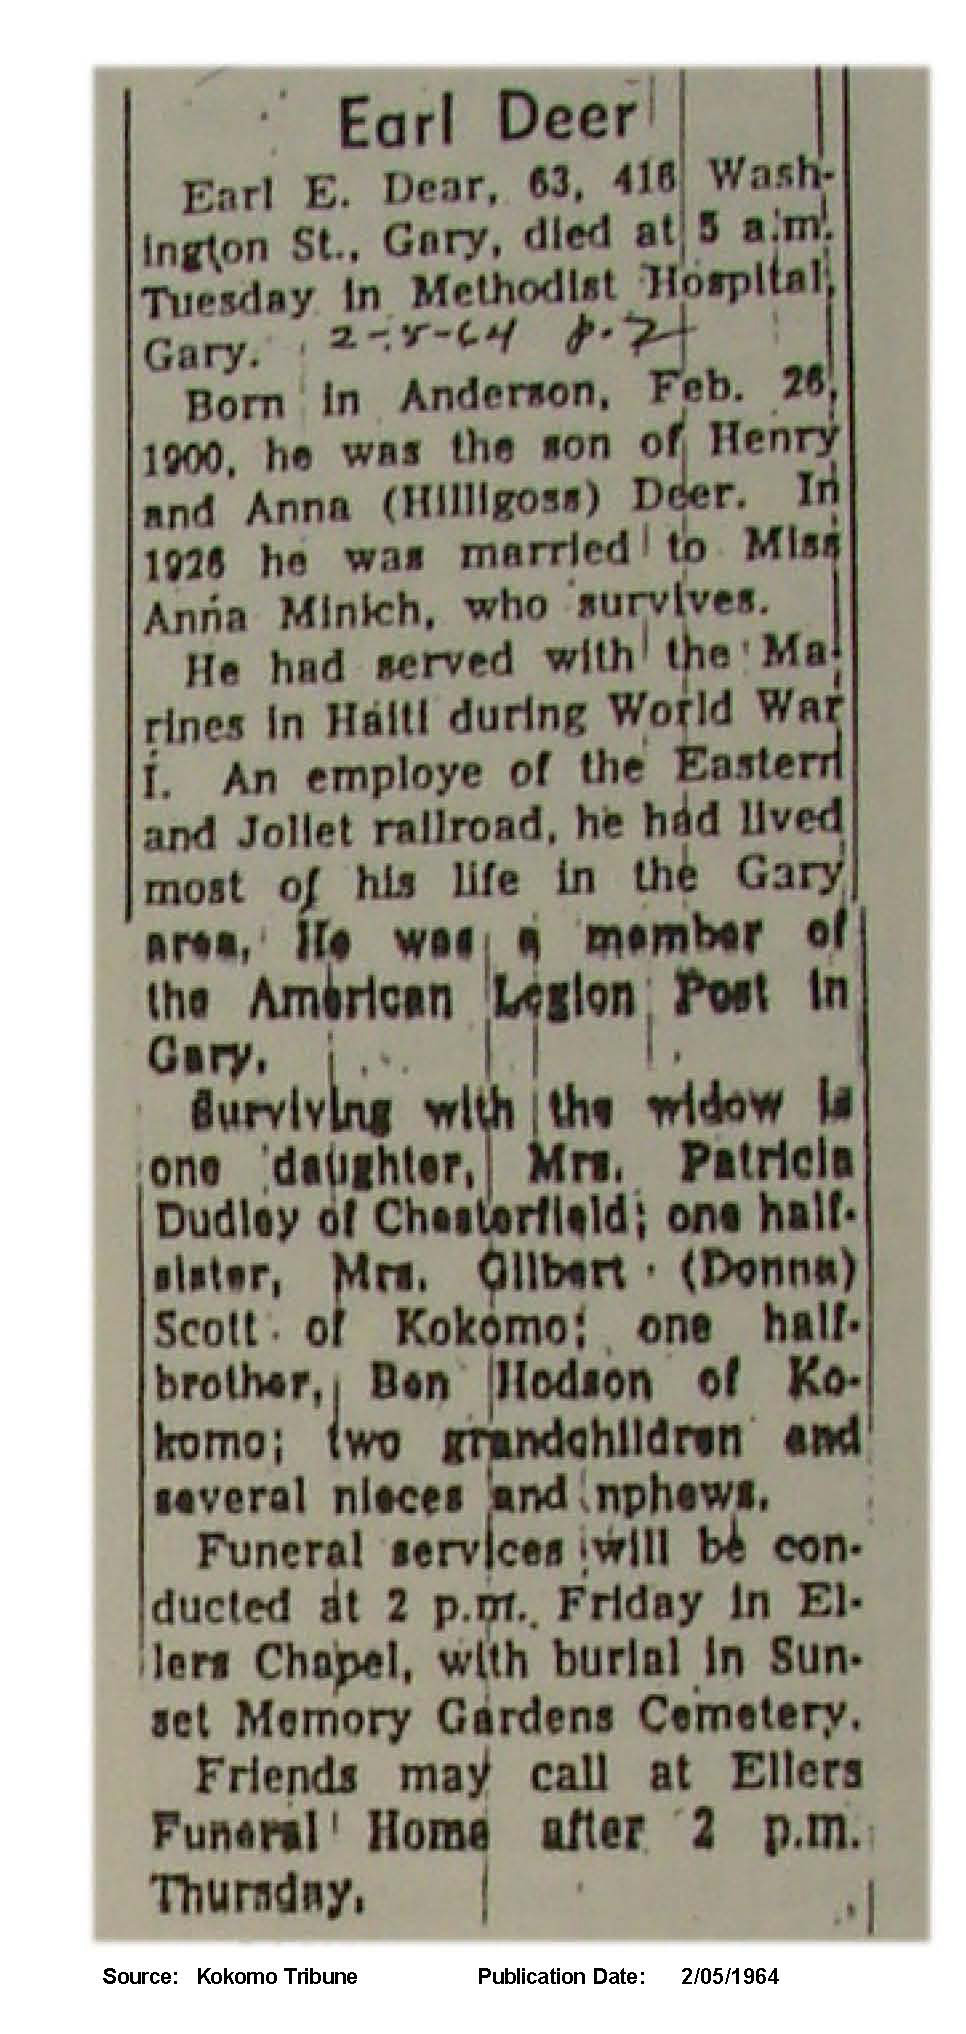 Earl Deer
Earl E. Dear, 63, 416 Wash-
ington St., Gary, died at 5 a.m.
Tuesday in Methodist Hospital,
Gary. 2-5-64 p.7
Born in Anderson, Feb. 26,
1900, he was the son of Henry
and Anna (Hilligoss) Deer. In
1926 he was married to Miss
Anna Minich, who survives.
He had served with the Ma-
rines in Haiti during World War
I. An employe of the Eastern
and Joliet railroad, he had lived
most of his life in the Gary
area. He was a member of
the American Legion Post in
Gary.
Surviving with the widow is
one daughter, Mrs. Patricia
Dudley of Chesterfield; one half-
sister, Mrs. Gilbert (Donna)
Scott of Kokomo; one half-
brother, Ben Hodson of Ko-
komo; two grandchildren and
several nieces and nphews.
Funeral services will be con-
ducted at 2 p.m. Friday in El-
lers Chapel, with burial in Sun-
set Memory Gardens Cemetery.
Friends may call at Ellers
Funeral Home after 2 p.m.
Thursday.
Source: Kokomo Tribune Publication Date: 2/05/1964